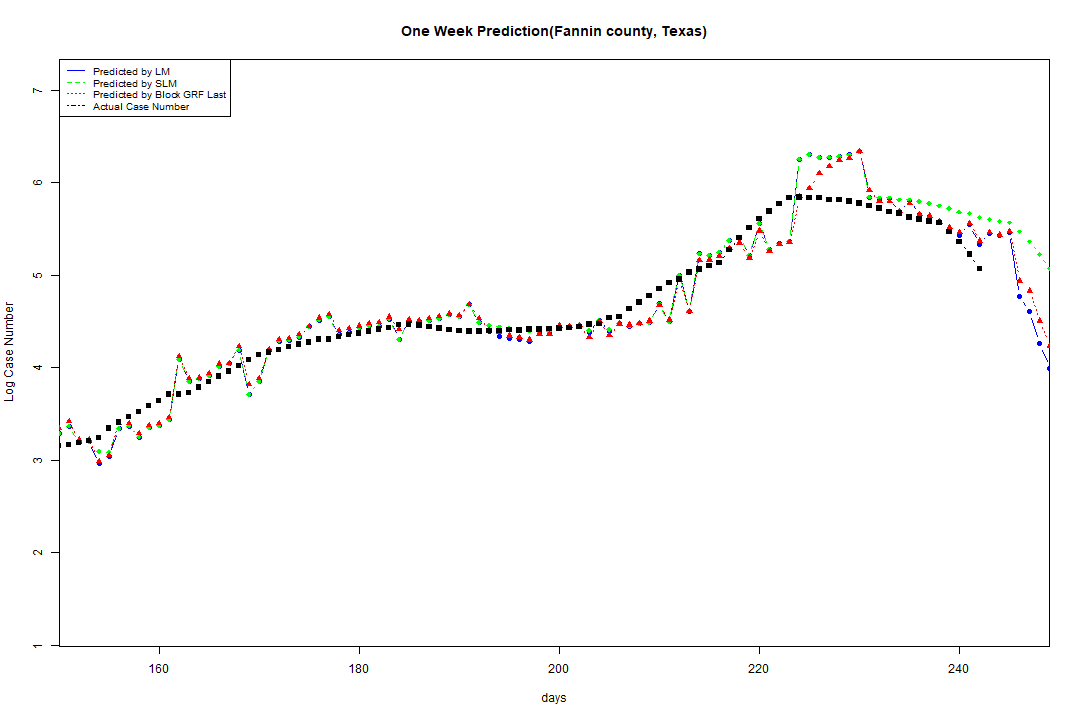 One Week Prediction(Fannin county, Texas)
Predicted by LM
Predicted by SLM
Predicted by Block GRF Last
Actual Case Number
7
6
5
4
3
2
1
Log Case Number
160 180 200 220 240
days